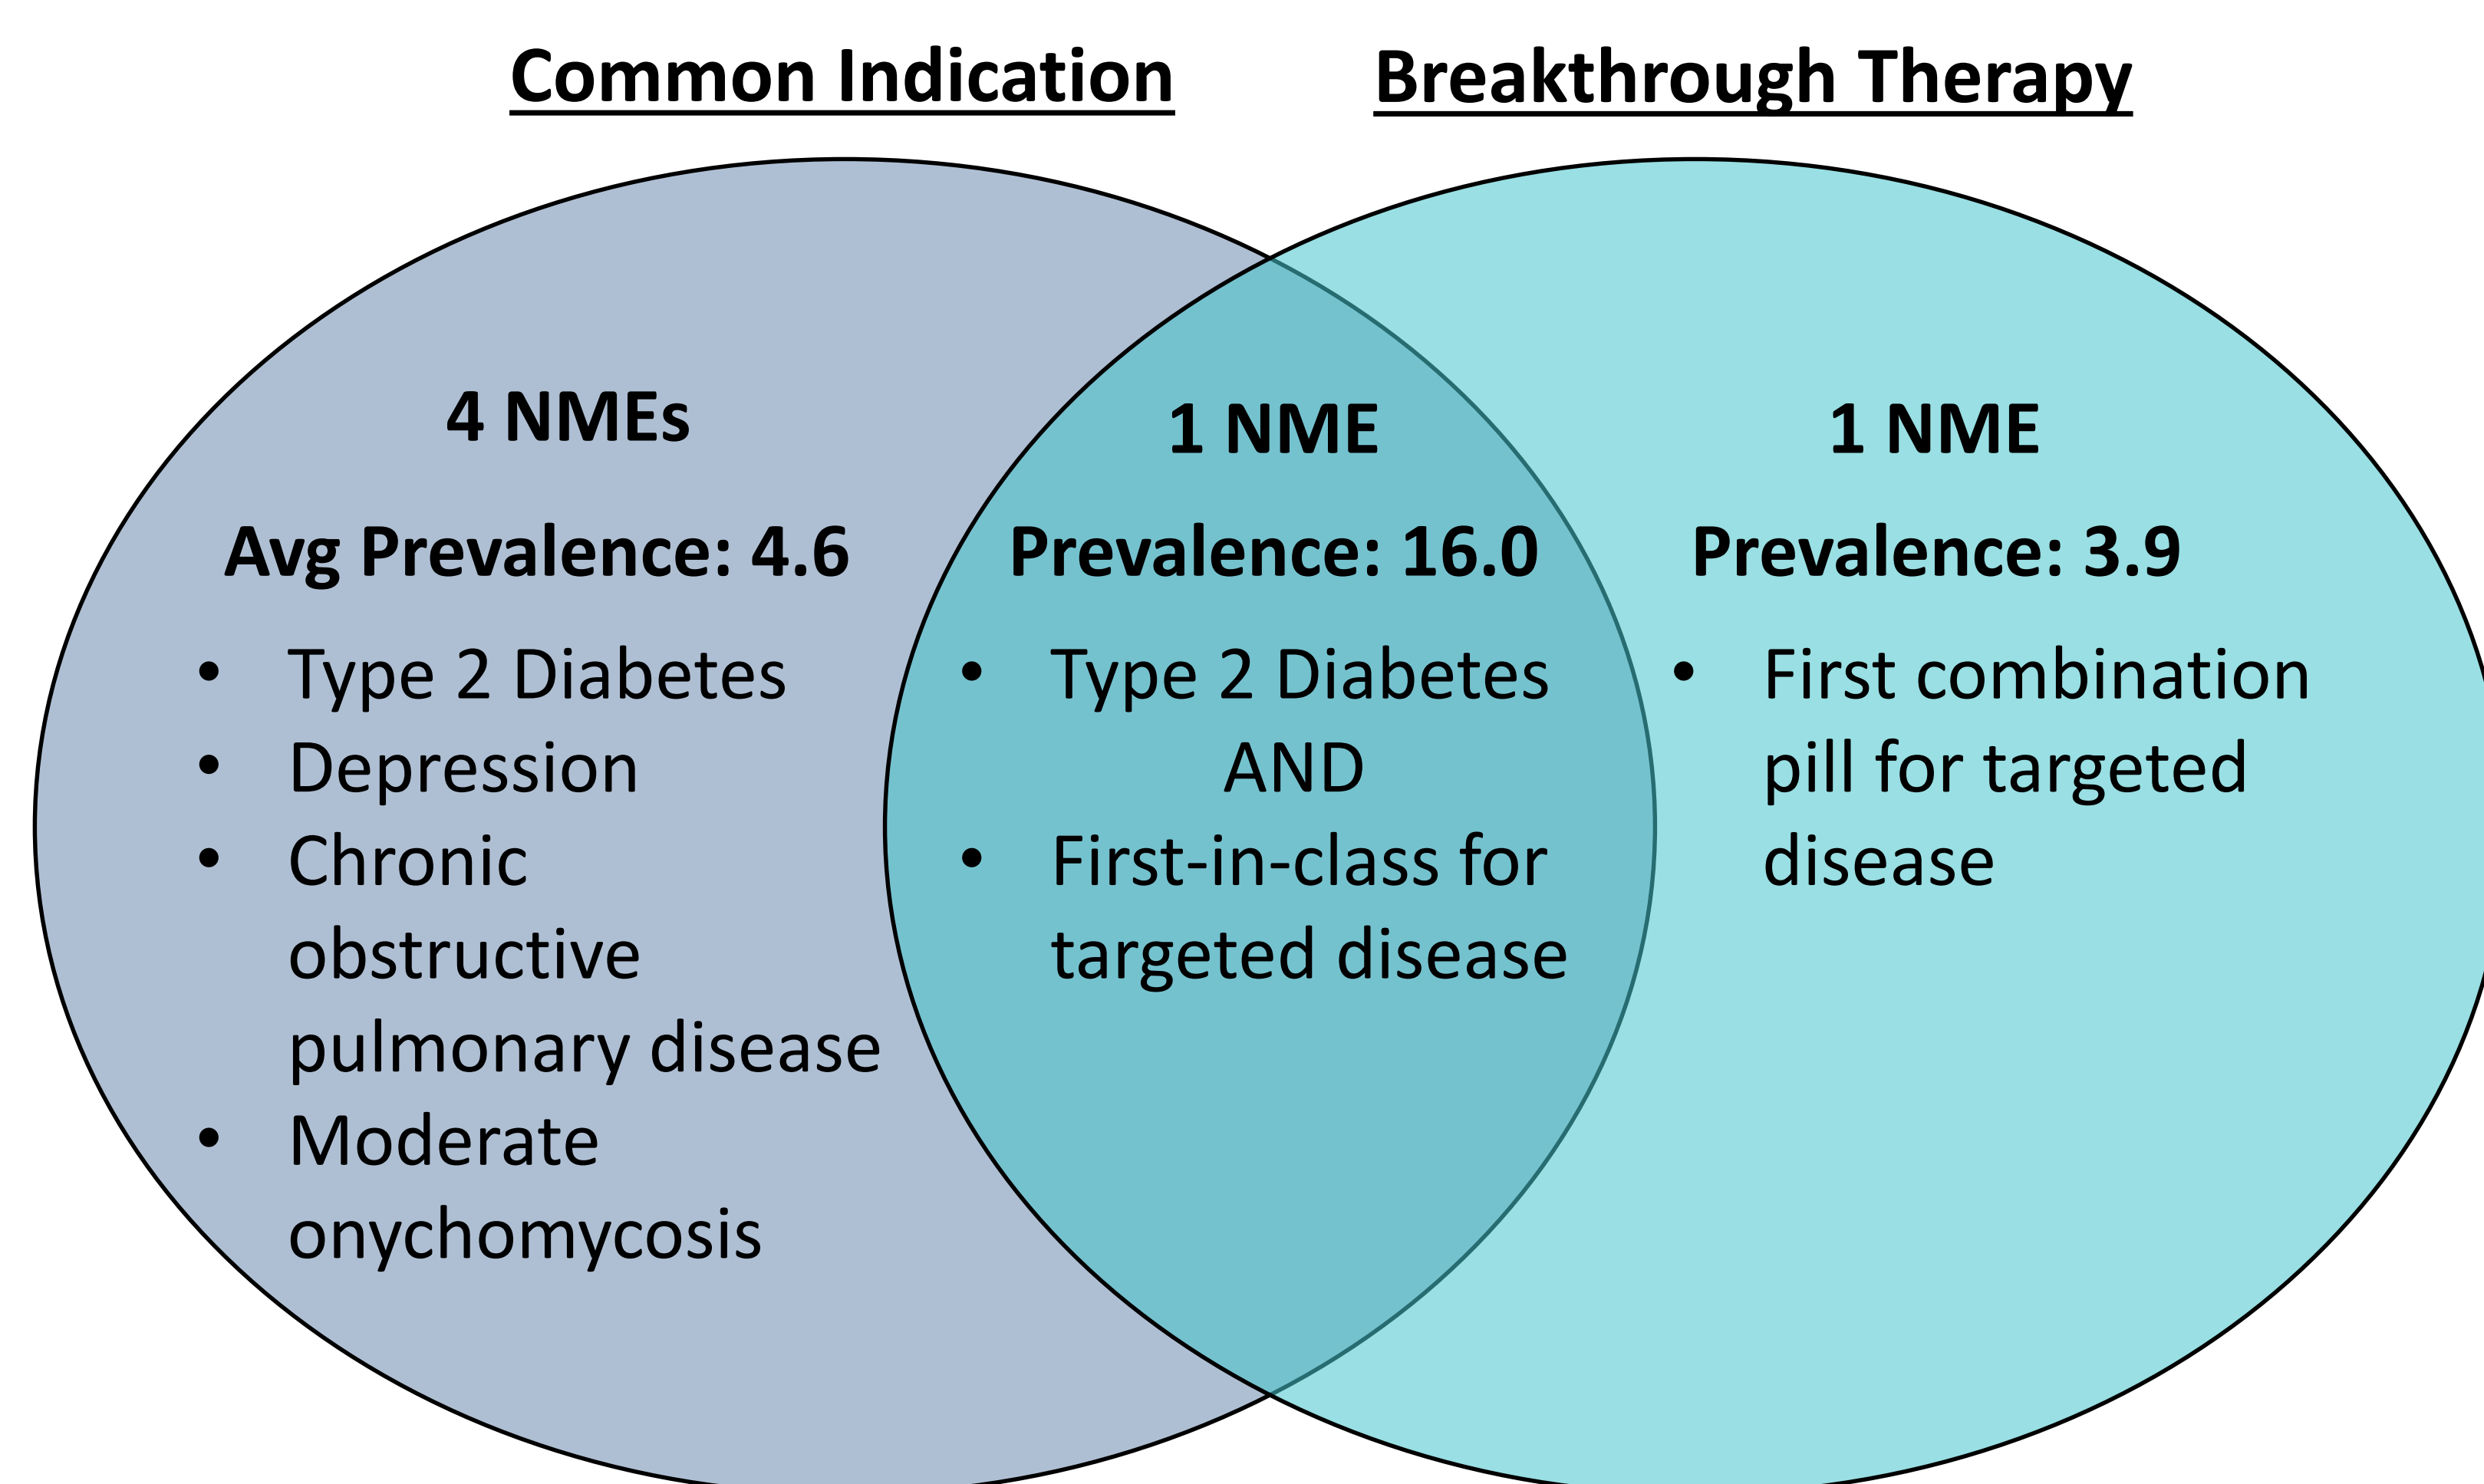 Common Indication
Breakthrough Therapy
4 NMEs
Avg Prevalence: 4.6
• Type 2 Diabetes
• Depression
• Chronic
obstructive
pulmonary disease
• Moderate
onychomycosis
1 NME
Prevalence: 16.0
• Type 2 Diabetes
AND
• First-in-class for
targeted disease
1 NME
Prevalence: 3.9
• First combination
pill for targeted
disease